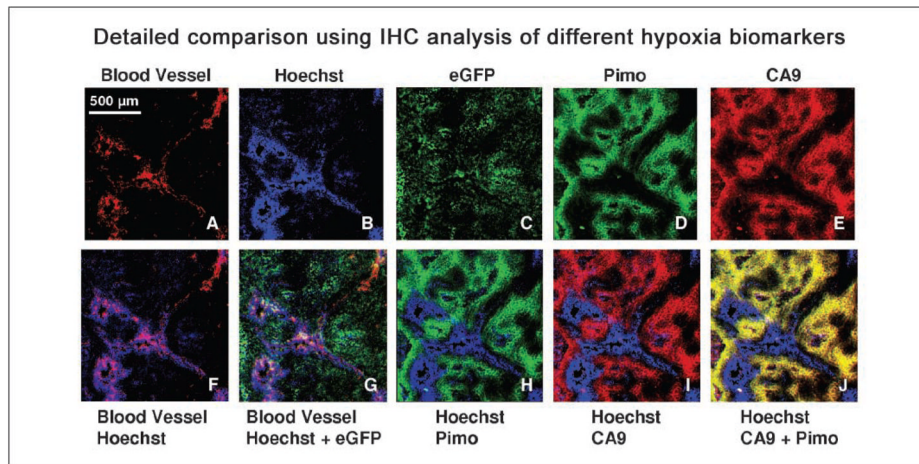 Detailed comparison using IHC analysis of different hypoxia biomarkers
Blood Vessel Hoechst eGFP Pimo CA9
500 μm
A B C D E
F G H I J
Blood Vessel Blood Vessel Hoechst Hoechst Hoechst
Hoechst Hoechst + eGFP Pimo CA9 CA9 + Pimo